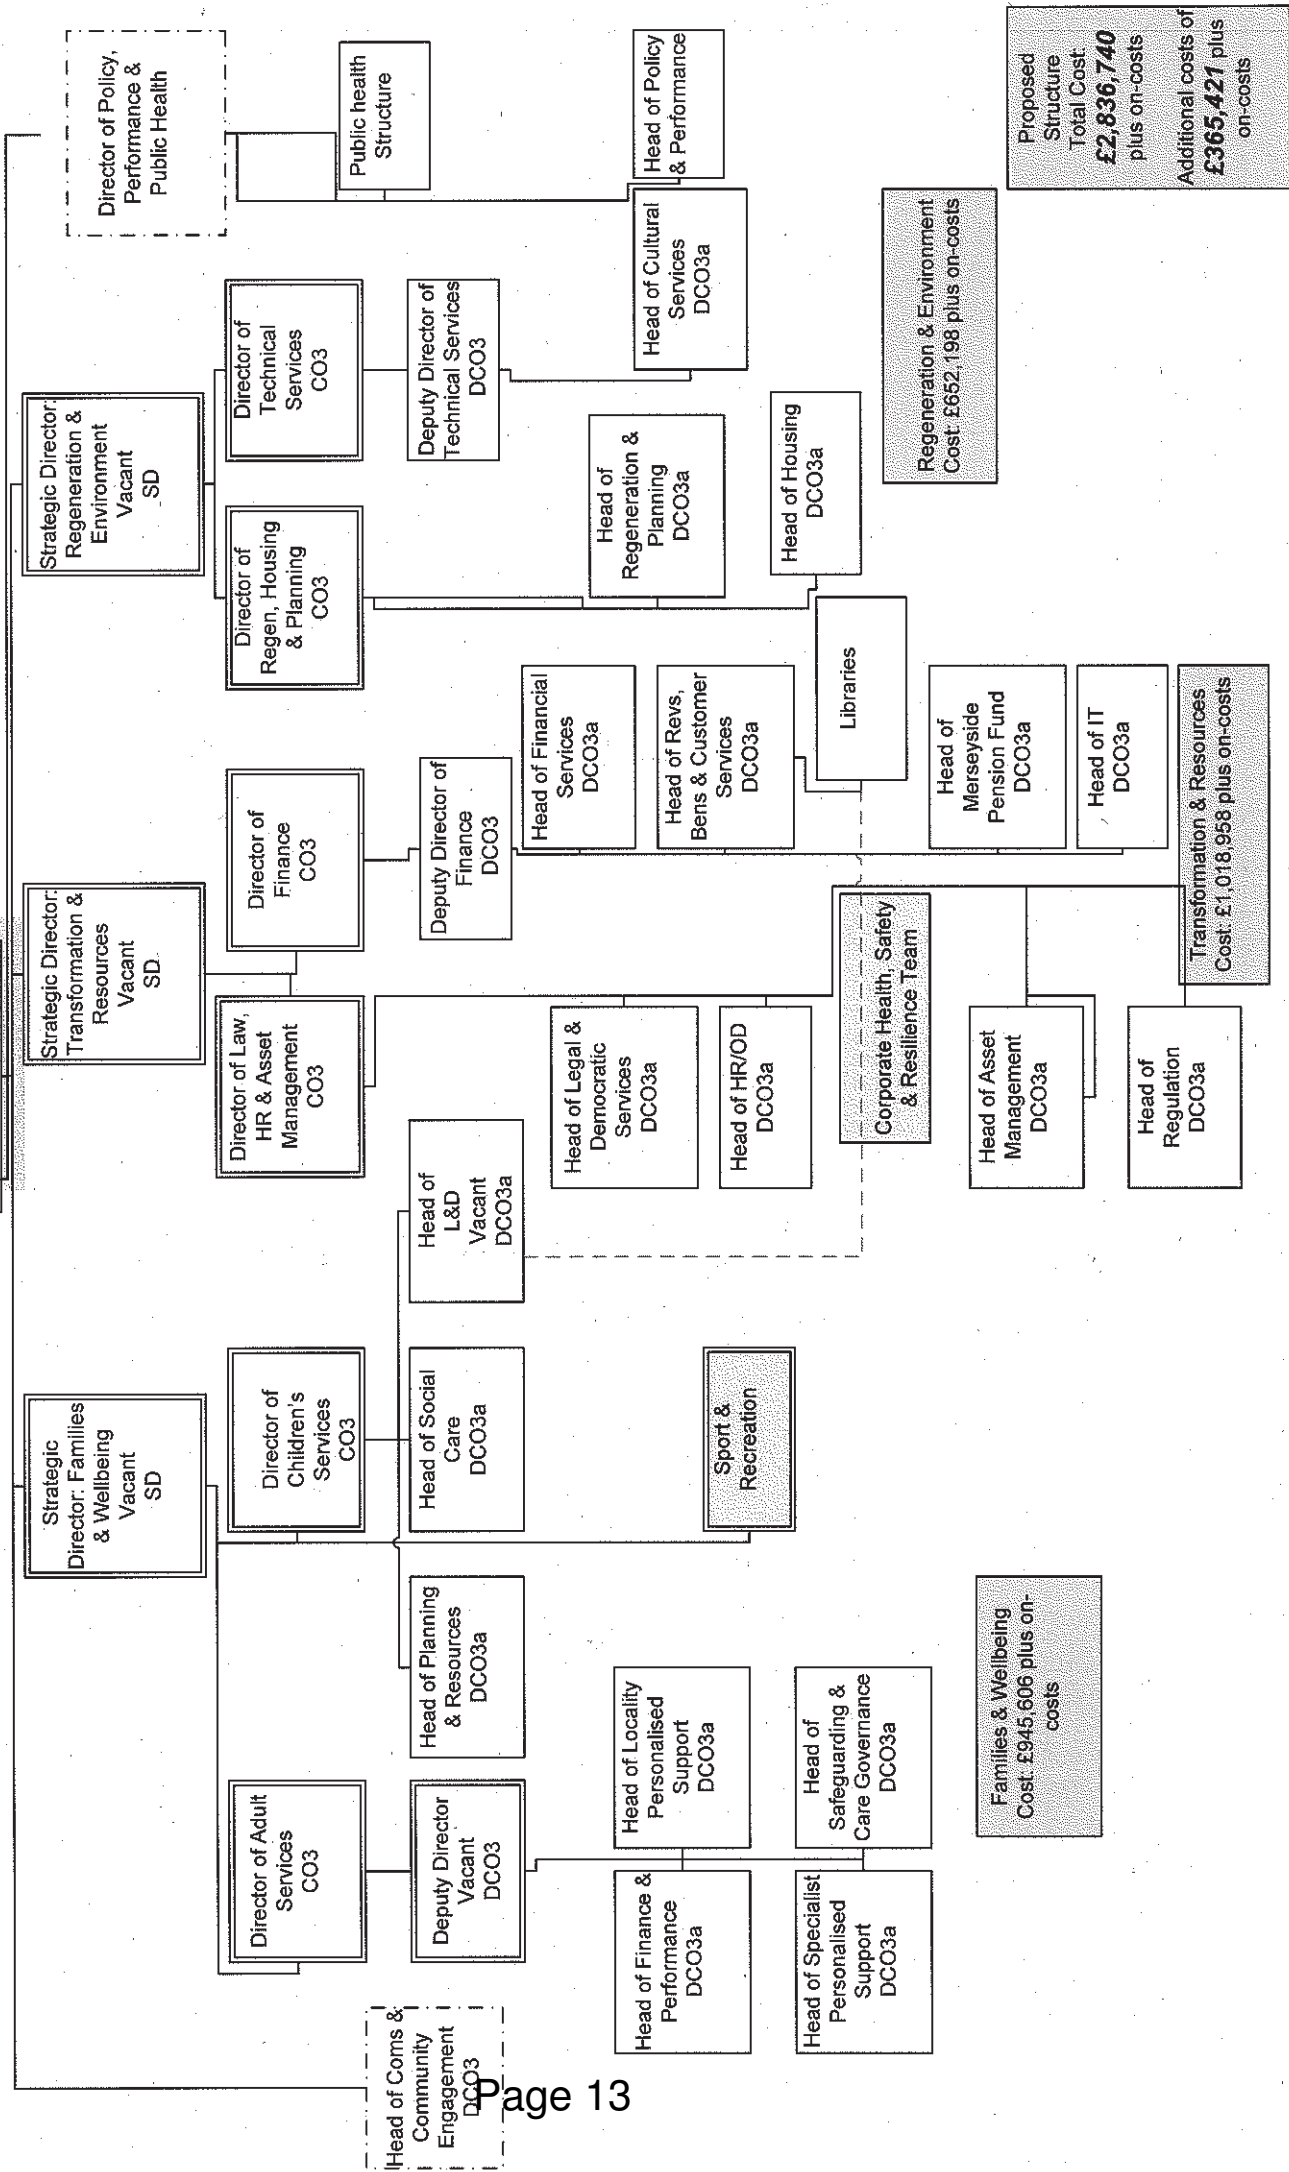 Director of Policy,
Performance &
Public Health
Public health
Structure
Head of Policy
& Performance
Strategic Director:
Regeneration &
Environment
Vacant
SD
Director of
Technical
Services
CO3
Deputy Director of
Technical Services
DCO3
Head of Cultural
Services
DCO3a
Director of
Regen, Housing
& Planning
CO3
Head of
Regeneration &
Planning
DCO3a
Head of Housing
DCO3a
Strategic Director:
Transformation &
Resources
Vacant
SD
Director of
Finance
CO3
Deputy Director of
Finance
DCO3
Head of Financial
Services
DCO3a
Head of Revs,
Bens & Customer
Services
DCO3a
Libraries
Head of
Merseyside
Pension Fund
DCO3a
Head of IT
DCO3a
Director of Law,
HR & Asset
Management
CO3
Head of Legal &
Democratic
Services
DCO3a
Head of HR/OD
DCO3a
Corporate Health, Safety
& Resilience Team
Head of Asset
Management
DCO3a
Head of
Regulation
DCO3a
Strategic
Director: Families
& Wellbeing
Vacant
SD
Director of
Children's
Services
CO3
Head of
L&D
Vacant
DCO3a
Head of Social
Care
DCO3a
Head of Planning
& Resources
DCO3a
Sport &
Recreation
Director of Adult
Services
CO3
Deputy Director
Vacant
DCO3
Head of Locality
Personalised
Support
DCO3a
Head of Finance &
Performance
DCO3a
Head of
Safeguarding &
Care Governance
DCO3a
Head of Specialist
Personalised
Support
DCO3a
Head of Coms &
Community
Engagement
DCO3
Families & Wellbeing
Cost: £945,606 plus on-
costs
Transformation & Resources
Cost: £1,018,958 plus on-costs
Regeneration & Environment
Cost: £652,198 plus on-costs
Proposed
Structure
Total Cost:
£2,836,740
plus on-costs
Additional costs of
£365,421 plus
on-costs
Page 13